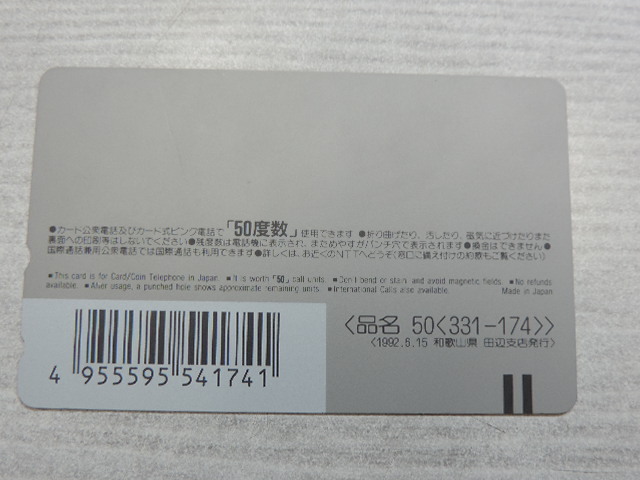 ●カード公衆電話及びカード式ピンク電話で「50度数」使用できます ●折り曲げたり、汚したり、磁気に近づけたりまた
裏面への印刷等はしないでください●残度数は電話機に表示され、まためやすがパンチ穴で表示されます●換金はできません●
国際通話兼用公衆電話では国際通話も利用できます●詳しくは、お近くのNTTへどうぞ(窓口に備え付けの約款もご覧ください)
●This card is for Card/Coin Telephone in Japan. ●It is worth「50」call units. ●Don't bend or stain and avoid magnetic fields. ●No refunds
available. ●After usage, a punched hole shows approximate remaining units. ●International Calls also available. Made in Japan
〈品名 50〈331-174〉〉
〈1992.6.15 和歌山県 田辺支店発行〉
4 955595 541741